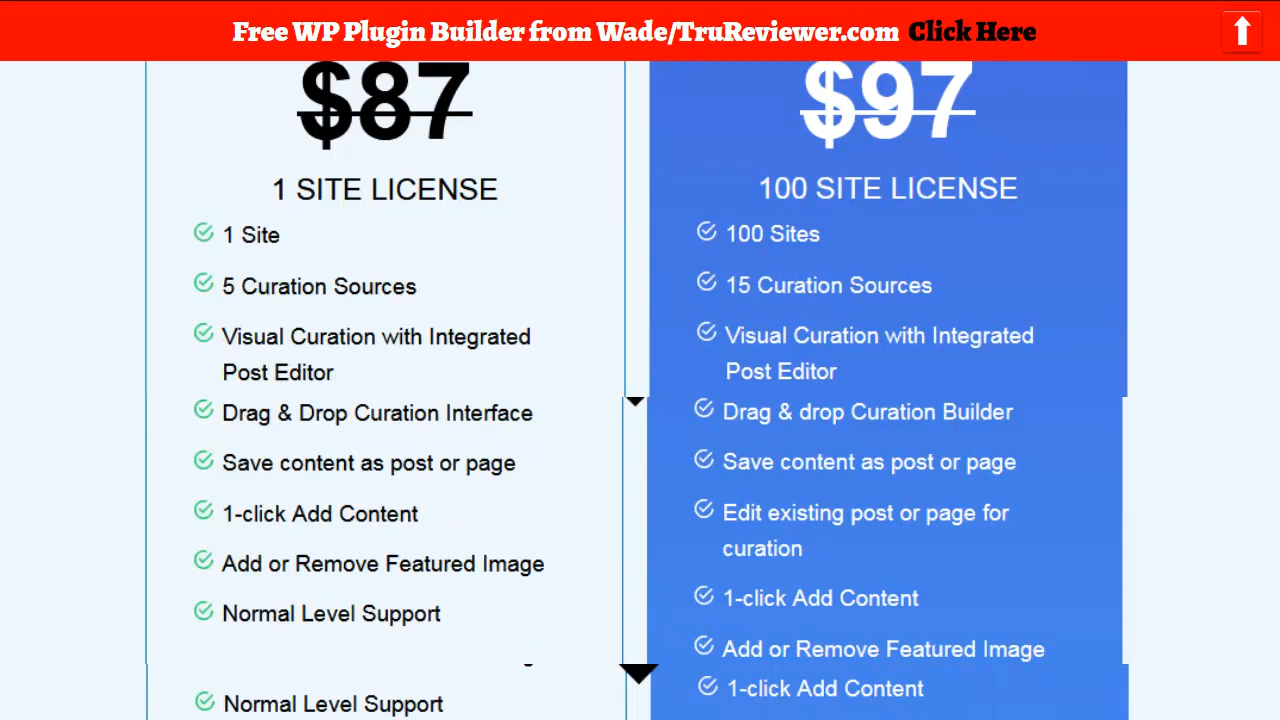 Free WP Plugin Builder from Wade/TruReviewer.com Click Here
$87
1 SITE LICENSE
1 Site
5 Curation Sources
Visual Curation with Integrated
Post Editor
Drag & Drop Curation Interface
Save content as post or page
1-click Add Content
Add or Remove Featured Image
Normal Level Support
Normal Level Support
$97
100 SITE LICENSE
100 Sites
15 Curation Sources
Visual Curation with Integrated
Post Editor
Drag & drop Curation Builder
Save content as post or page
Edit existing post or page for
curation
1-click Add Content
Add or Remove Featured Image
1-click Add Content